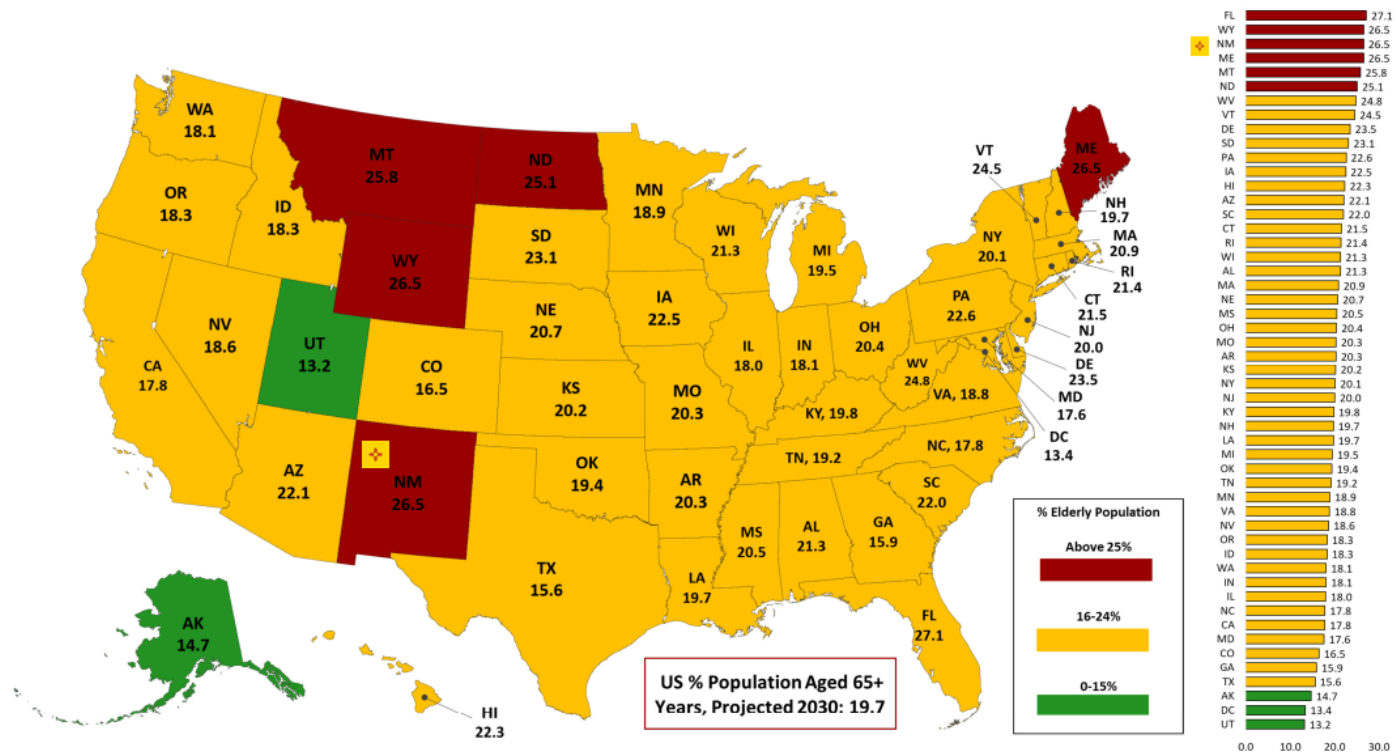 WA
18.1
OR
18.3
CA
17.8
NV
18.6
ID
18.3
MT
25.8
WY
26.5
UT
13.2
AZ
22.1
CO
16.5
NM
26.5
ND
25.1
SD
23.1
NE
20.7
KS
20.2
OK
19.4
TX
15.6
MN
18.9
IA
22.5
MO
20.3
AR
20.3
LA
19.7
WI
21.3
IL
18.0
MI
19.5
IN
18.1
OH
20.4
KY, 19.8
TN, 19.2
MS
20.5
AL
21.3
GA
15.9
FL
27.1
SC
22.0
NC, 17.8
VA, 18.8
WV
24.8
PA
22.6
NY
20.1
VT
24.5
ME
26.5
NH
19.7
MA
20.9
RI
21.4
CT
21.5
NJ
20.0
DE
23.5
MD
17.6
DC
13.4
AK
14.7
HI
22.3
US % Population Aged 65+
Years, Projected 2030: 19.7
% Elderly Population
Above 25%
16-24%
0-15%
FL 27.1
WY 26.5
NM 26.5
ME 26.5
MT 25.8
ND 25.1
WV 24.8
VT 24.5
DE 23.5
SD 23.1
PA 22.6
IA 22.5
HI 22.3
AZ 22.1
SC 22.0
CT 21.5
RI 21.4
WI 21.3
AL 21.3
MA 20.9
NE 20.7
MS 20.5
OH 20.4
MO 20.3
AR 20.3
KS 20.2
NY 20.1
NJ 20.0
KY 19.8
NH 19.7
LA 19.7
MI 19.5
OK 19.4
TN 19.2
MN 18.9
VA 18.8
NV 18.6
OR 18.3
ID 18.3
WA 18.1
IN 18.1
IL 18.0
NC 17.8
CA 17.8
MD 17.6
CO 16.5
GA 15.9
TX 15.6
AK 14.7
DC 13.4
UT 13.2
0.0 10.0 20.0 30.0